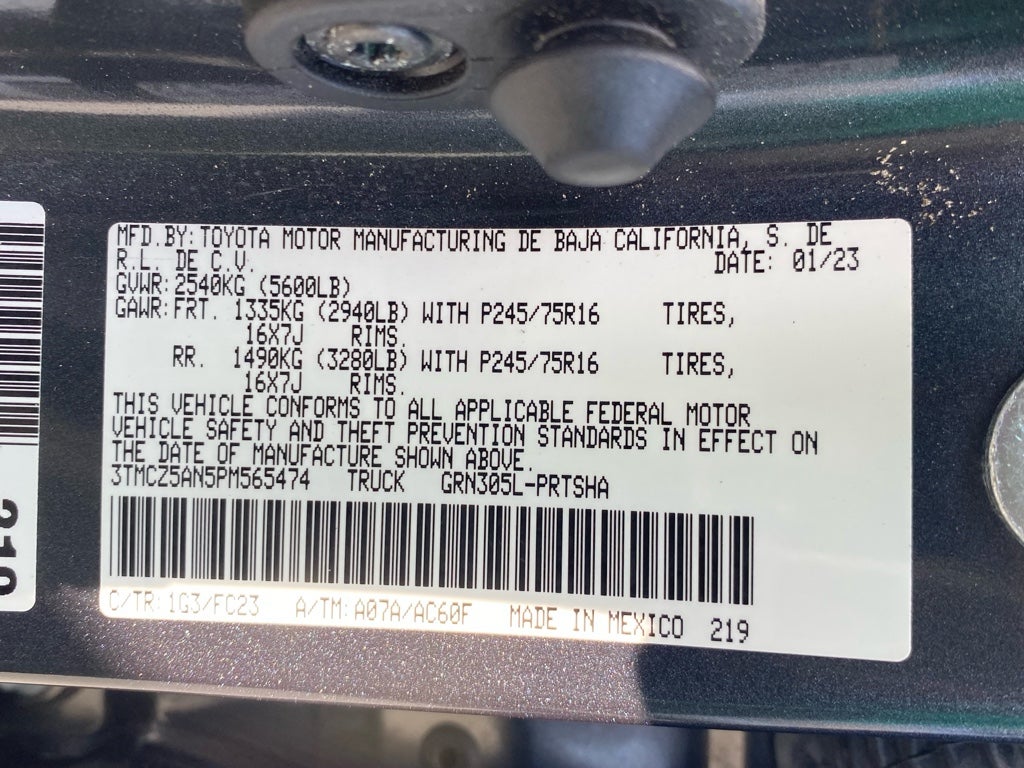 MFD.BY:TOYOTA MOTOR MANUFACTURING DE BAJA CALIFORNIA, S. DE
R.L. DE C.V. DATE: 01/23
GVWR:2540KG (5600LB)
GAWR:FRT. 1335KG (2940LB) WITH P245/75R16 TIRES,
16X7J RIMS.
RR. 1490KG (3280LB) WITH P245/75R16 TIRES,
16X7J RIMS.
THIS VEHICLE CONFORMS TO ALL APPLICABLE FEDERAL MOTOR
VEHICLE SAFETY AND THEFT PREVENTION STANDARDS IN EFFECT ON
THE DATE OF MANUFACTURE SHOWN ABOVE.
3TMCZ5AN5PM565474 TRUCK GRN305L-PRTSHA
C/TR:1G3/FC23 A/TM:A07A/AC60F MADE IN MEXICO 219